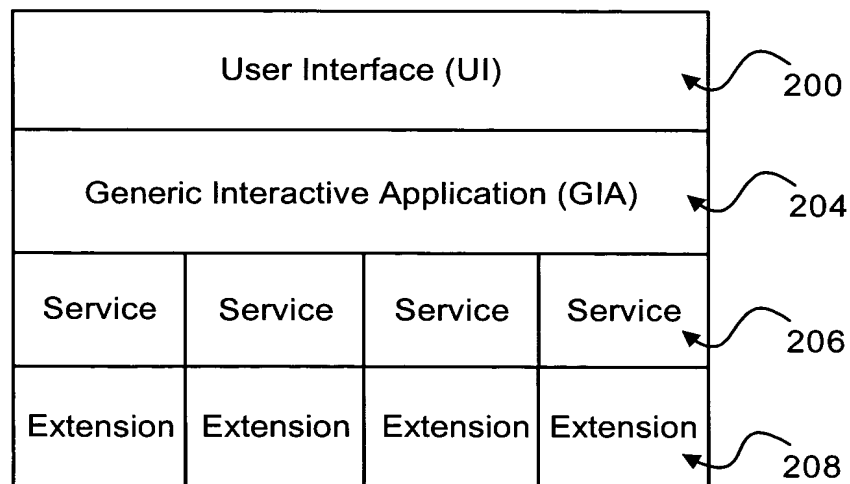 User Interface (UI)
200
Generic Interactive Application (GIA)
204
Service Service Service Service
206
Extension Extension Extension Extension
208